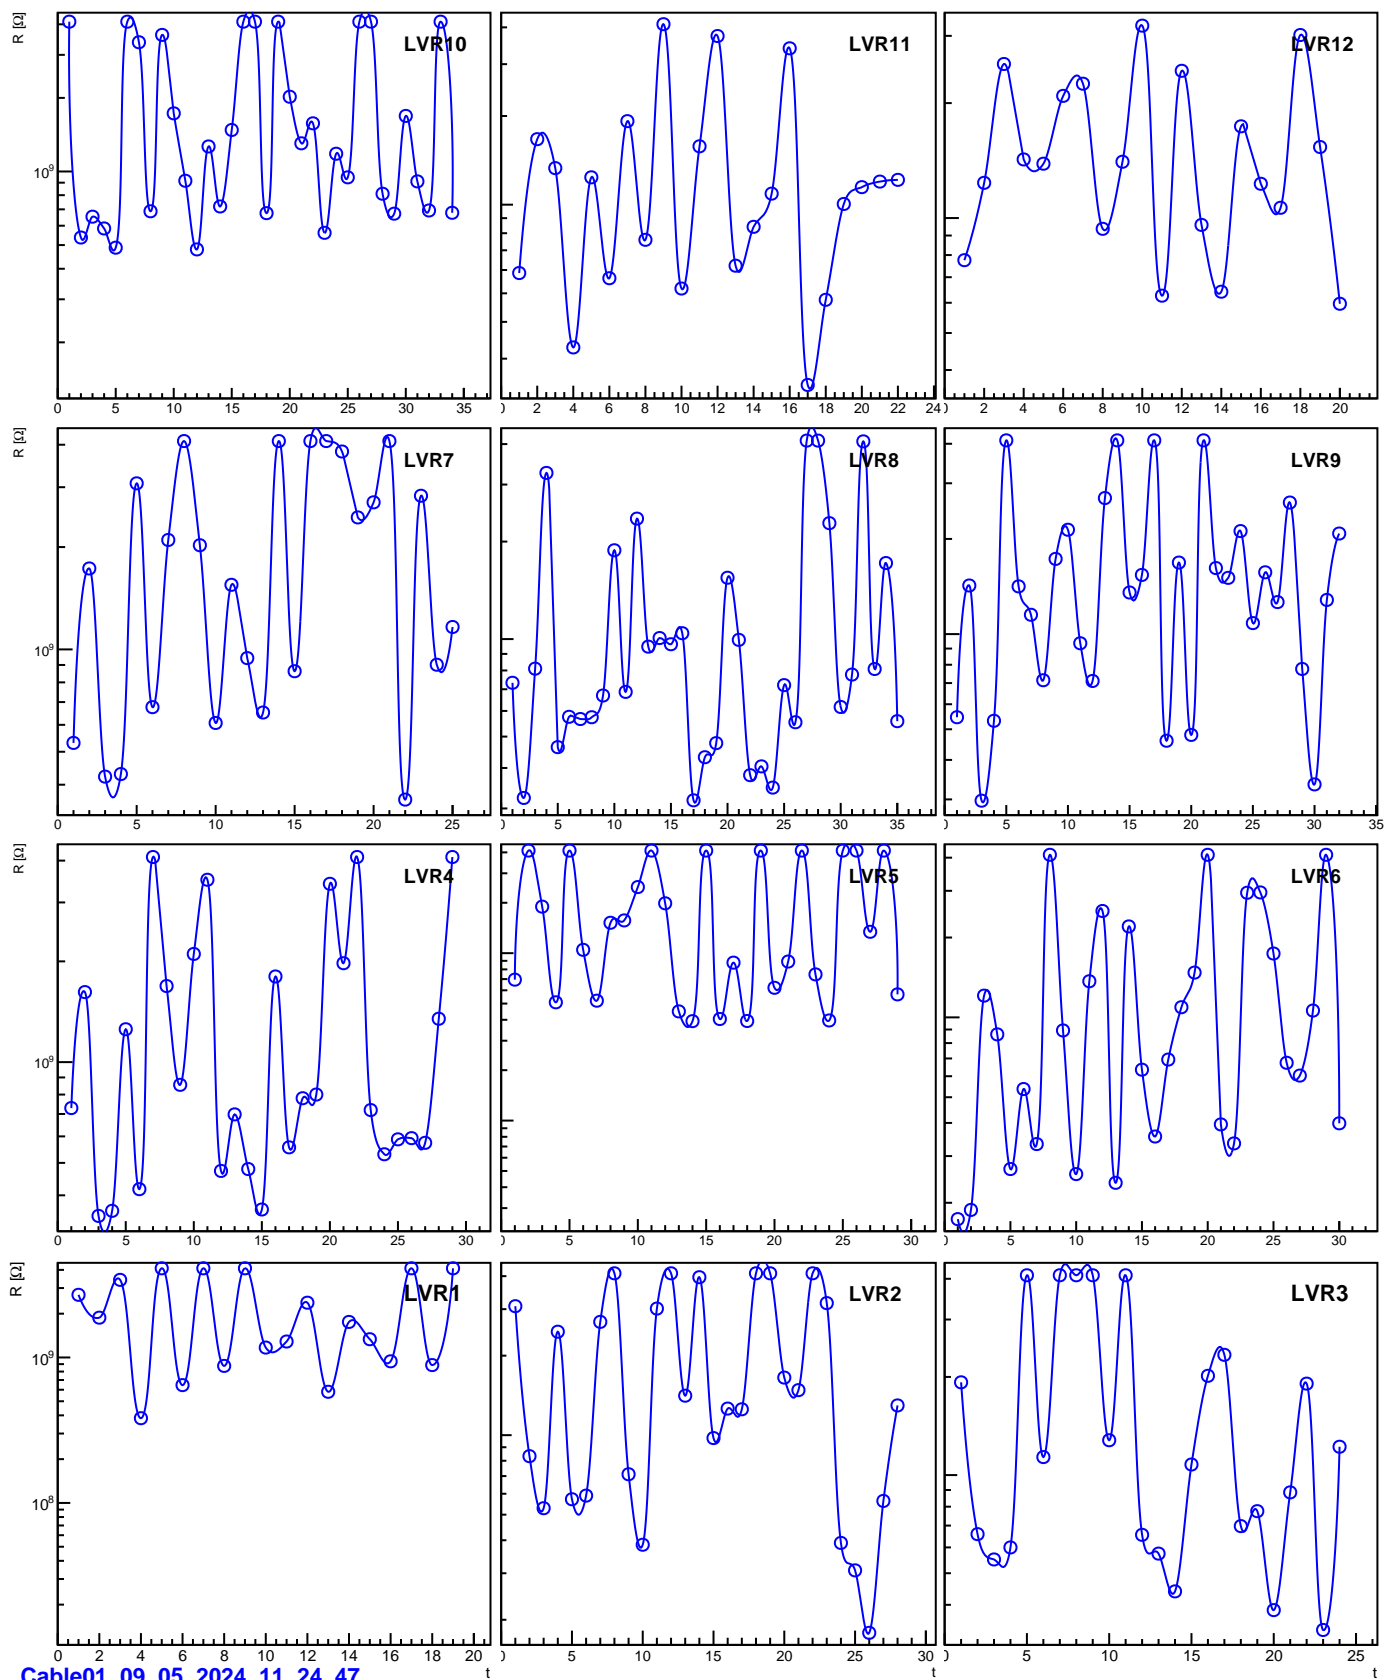 R [Ω]
LVR10
LVR11
LVR12
10⁹
0 5 10 15 20 25 30 35
2 4 6 8 10 12 14 16 18 20 22 24
2 4 6 8 10 12 14 16 18 20
R [Ω]
LVR7
LVR8
LVR9
10⁹
0 5 10 15 20 25
5 10 15 20 25 30 35
5 10 15 20 25 30 35
R [Ω]
LVR4
LVR5
LVR6
10⁹
0 5 10 15 20 25 30
5 10 15 20 25 30
5 10 15 20 25 30
R [Ω]
LVR1
LVR2
LVR3
10⁹
10⁸
0 2 4 6 8 10 12 14 16 18 20
5 10 15 20 25 30
5 10 15 20 25
t
t
t
Cable01_09_05_2024_11_24_47